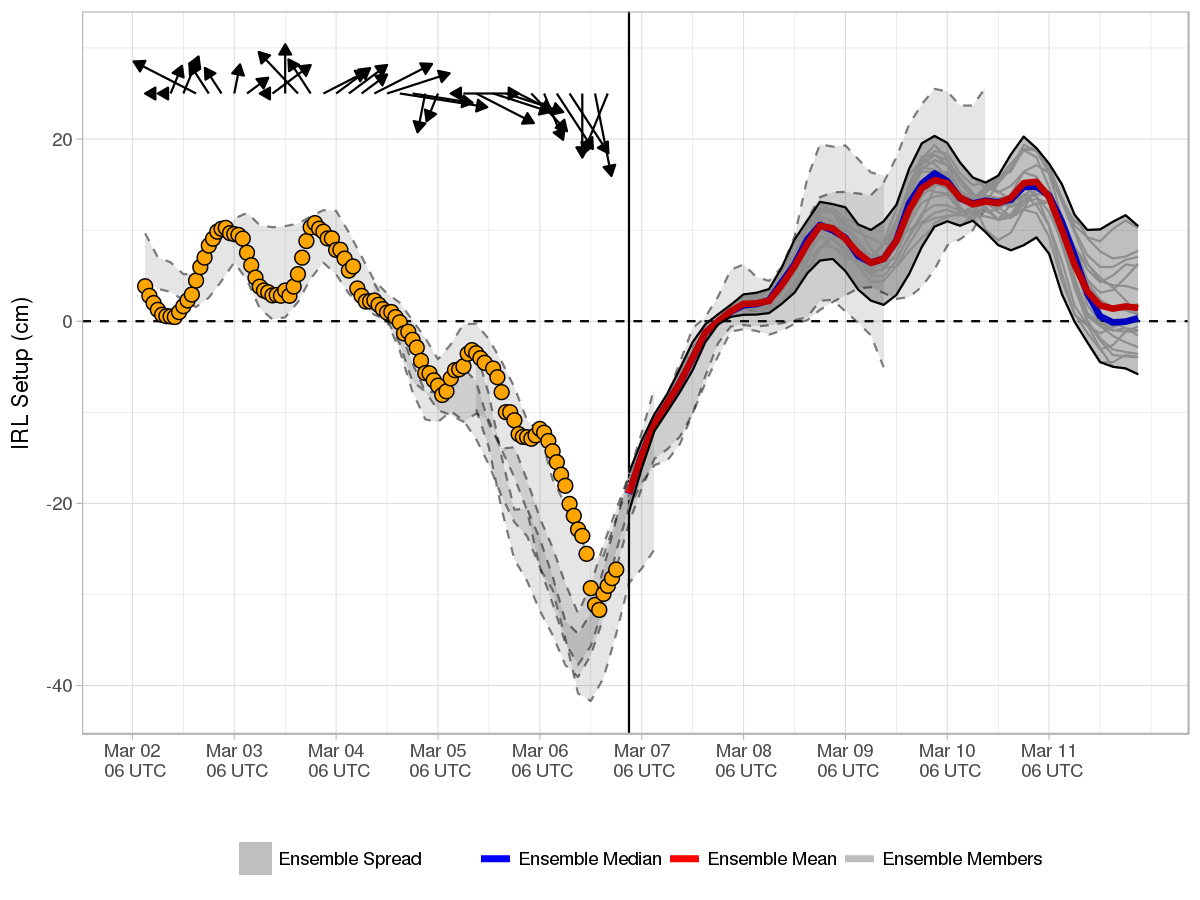 IRL Setup (cm)
20
0
-20
-40
Mar 02 Mar 03 Mar 04 Mar 05 Mar 06 Mar 07 Mar 08 Mar 09 Mar 10 Mar 11
06 UTC 06 UTC 06 UTC 06 UTC 06 UTC 06 UTC 06 UTC 06 UTC 06 UTC 06 UTC
Ensemble Spread Ensemble Median Ensemble Mean Ensemble Members